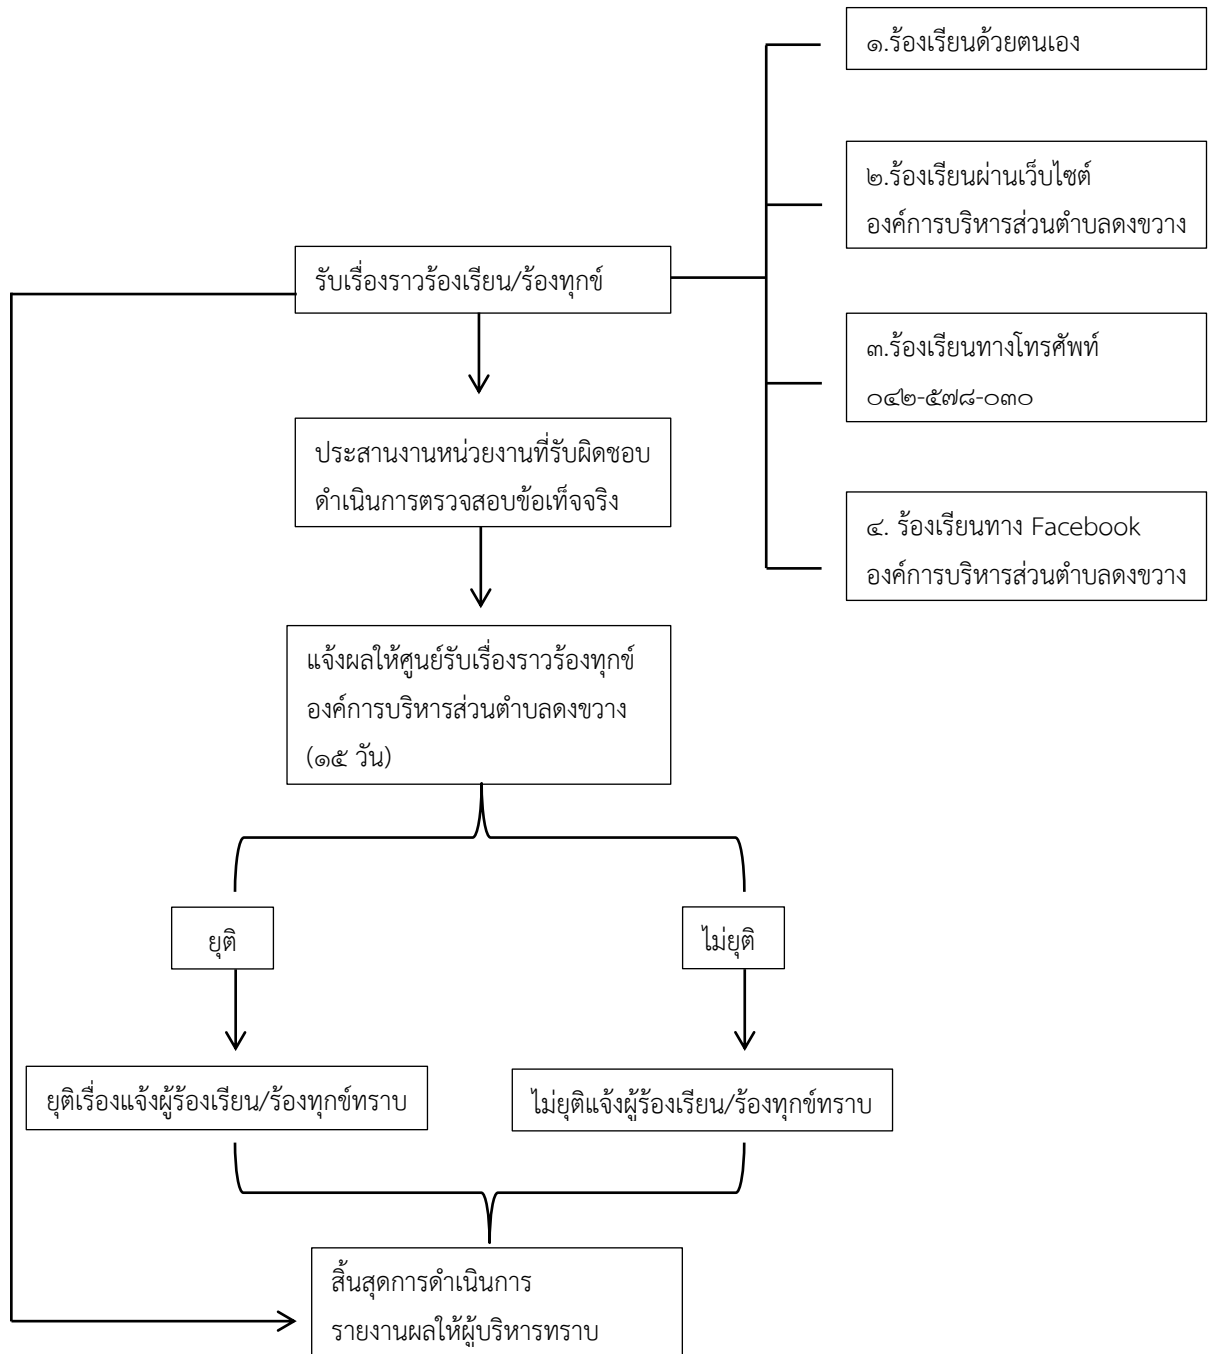 ๑.ร้องเรียนด้วยตนเอง
๒.ร้องเรียนผ่านเว็บไซต์
องค์การบริหารส่วนตำบลดงขวาง
รับเรื่องราวร้องเรียน/ร้องทุกข์
๓.ร้องเรียนทางโทรศัพท์
๐๔๒-๕๗๘-๐๓๐
ประสานงานหน่วยงานที่รับผิดชอบ
ดำเนินการตรวจสอบข้อเท็จจริง
๔. ร้องเรียนทาง Facebook
องค์การบริหารส่วนตำบลดงขวาง
แจ้งผลให้ศูนย์รับเรื่องราวร้องทุกข์
องค์การบริหารส่วนตำบลดงขวาง
(๑๕ วัน)
ยุติ
ไม่ยุติ
ยุติเรื่องแจ้งผู้ร้องเรียน/ร้องทุกข์ทราบ
ไม่ยุติแจ้งผู้ร้องเรียน/ร้องทุกข์ทราบ
สิ้นสุดการดำเนินการ
รายงานผลให้ผู้บริหารทราบ